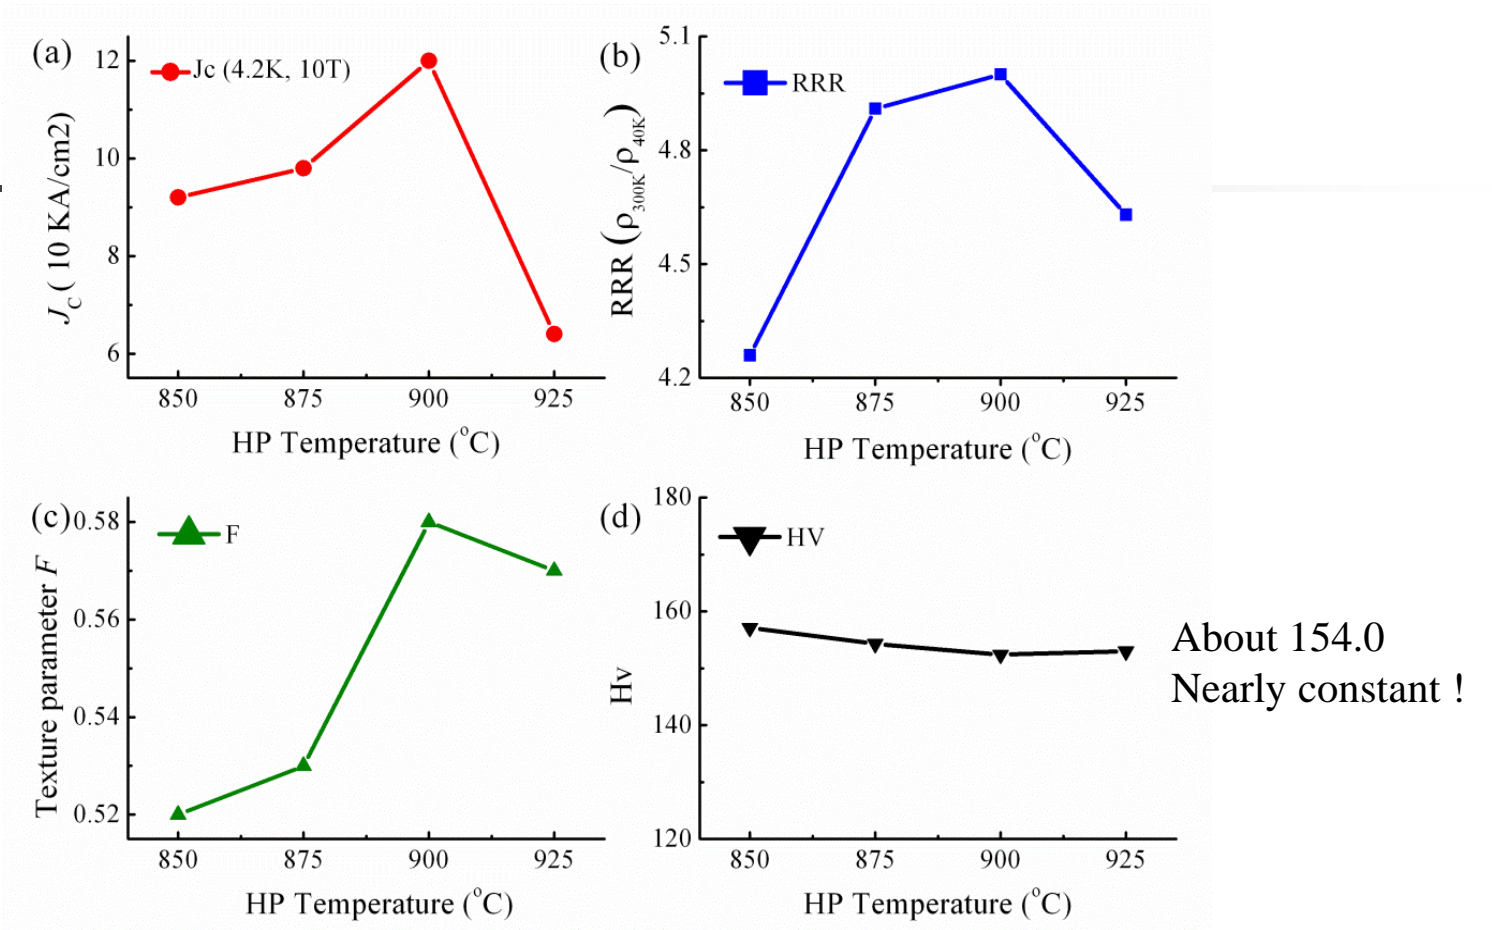 (a)
Jc (4.2K, 10T)
12
10
8
6
J_C ( 10 KA/cm2)
850 875 900 925
HP Temperature (°C)
(b)
RRR
5.1
4.8
4.5
4.2
RRR (ρ300K/ρ40K)
850 875 900 925
HP Temperature (°C)
(c)
F
0.58
0.56
0.54
0.52
Texture parameter F
850 875 900 925
HP Temperature (°C)
(d)
HV
180
160
140
120
Hv
850 875 900 925
HP Temperature (°C)
About 154.0
Nearly constant !